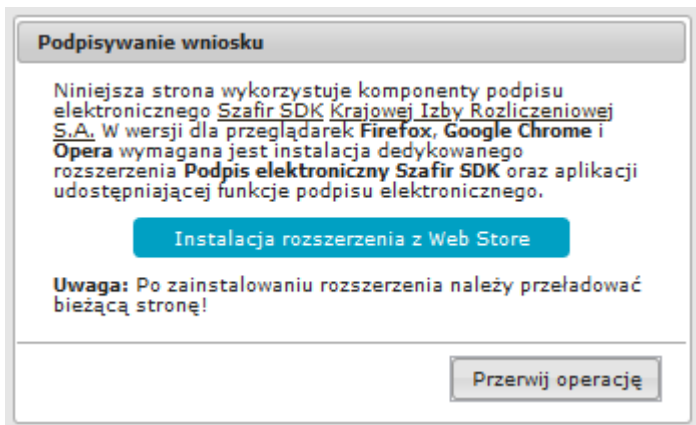 Podpisywanie wniosku
Niniejsza strona wykorzystuje komponenty podpisu
elektronicznego Szafir SDK Krajowej Izby Rozliczeniowej
S.A. W wersji dla przeglądarek Firefox, Google Chrome i
Opera wymagana jest instalacja dedykowanego
rozszerzenia Podpis elektroniczny Szafir SDK oraz aplikacji
udostępniającej funkcje podpisu elektronicznego.
Instalacja rozszerzenia z Web Store
Uwaga: Po zainstalowaniu rozszerzenia należy przeładować
bieżącą stronę!
Przerwij operację